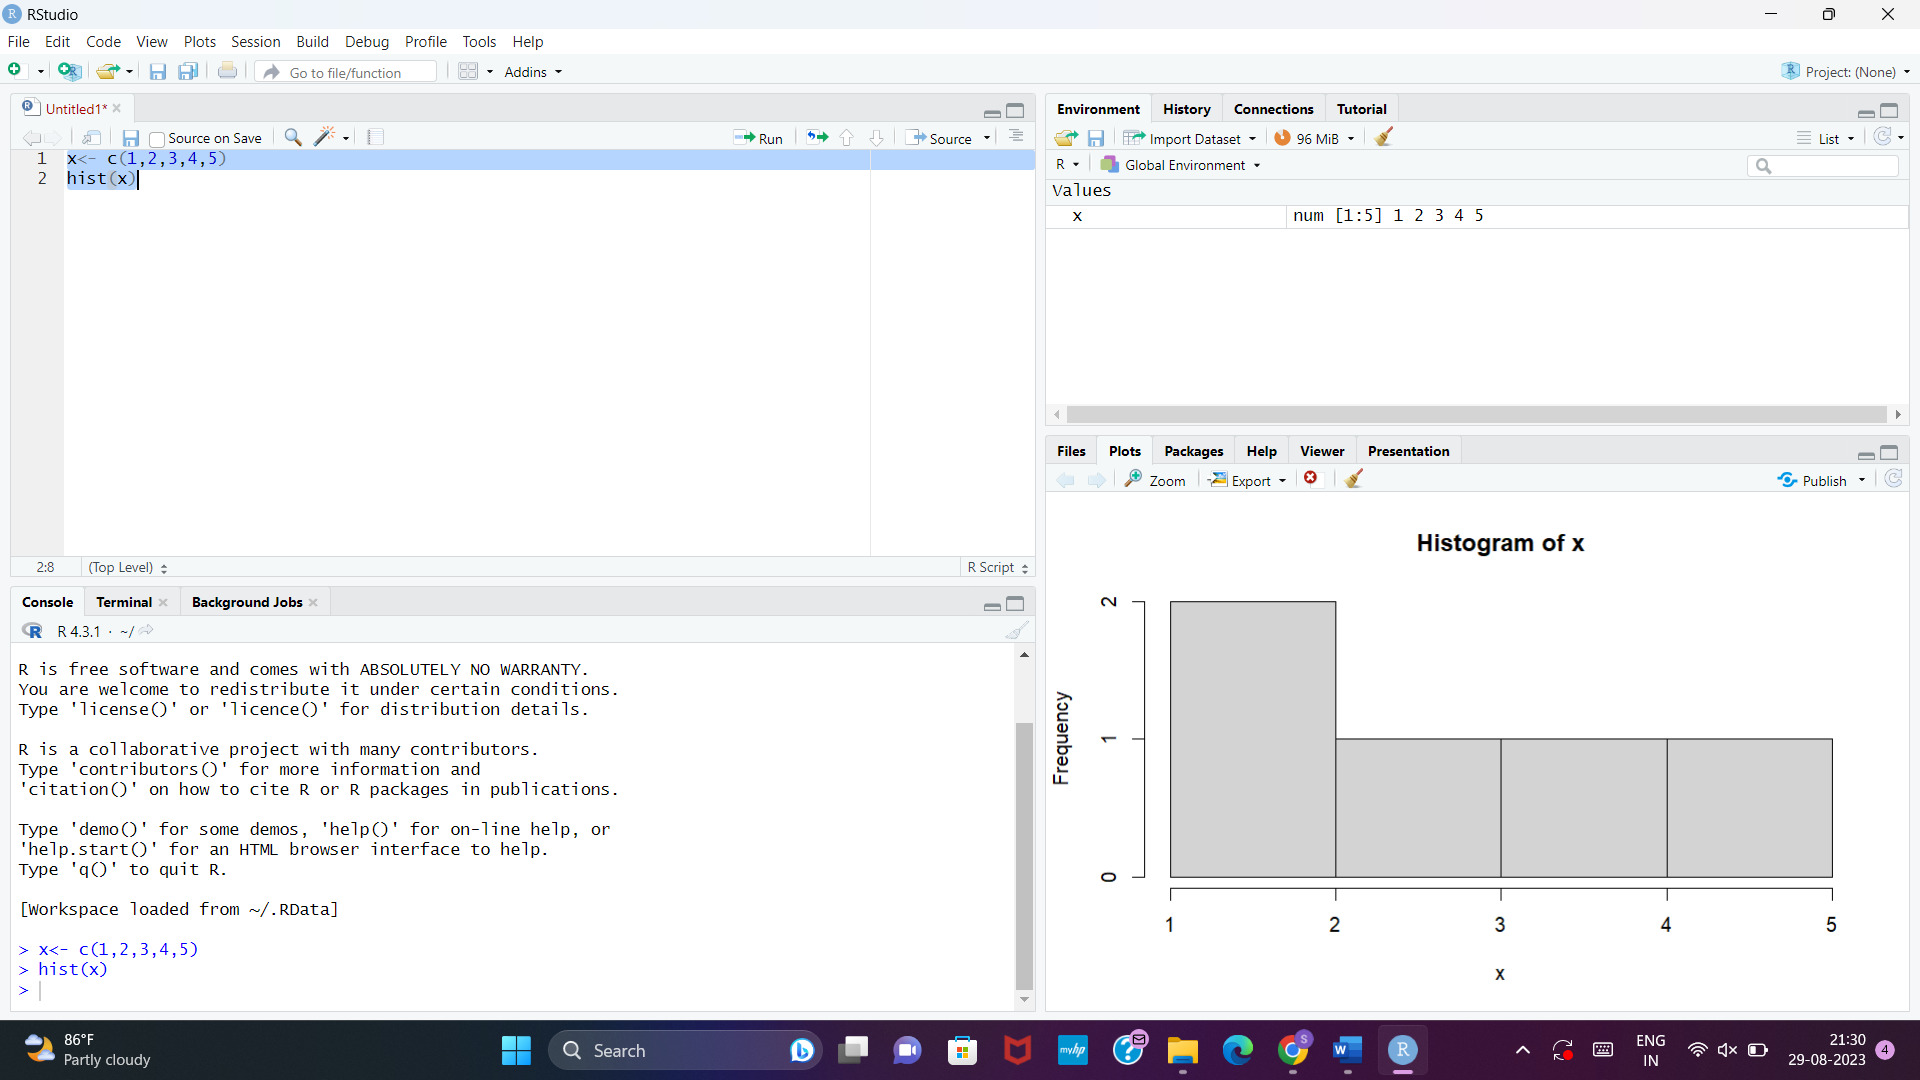 RStudio
File Edit Code View Plots Session Build Debug Profile Tools Help
Go to file/function Addins Project: (None)
Untitled1*
Source on Save Run Source
1 x<- c(1,2,3,4,5)
2 hist(x)
2:8 (Top Level) R Script
Console Terminal Background Jobs
R 4.3.1 · ~/
R is free software and comes with ABSOLUTELY NO WARRANTY.
You are welcome to redistribute it under certain conditions.
Type 'license()' or 'licence()' for distribution details.
R is a collaborative project with many contributors.
Type 'contributors()' for more information and
'citation()' on how to cite R or R packages in publications.
Type 'demo()' for some demos, 'help()' for on-line help, or
'help.start()' for an HTML browser interface to help.
Type 'q()' to quit R.
[Workspace loaded from ~/.RData]
> x<- c(1,2,3,4,5)
> hist(x)
>
Environment History Connections Tutorial
Import Dataset 96 MiB List
R Global Environment
Values
x num [1:5] 1 2 3 4 5
Files Plots Packages Help Viewer Presentation
Zoom Export Publish
Histogram of x
Frequency
2
1
0
1 2 3 4 5
x
86°F
Partly cloudy
Search
myhp
S
W
R
ENG
IN
21:30
29-08-2023
4